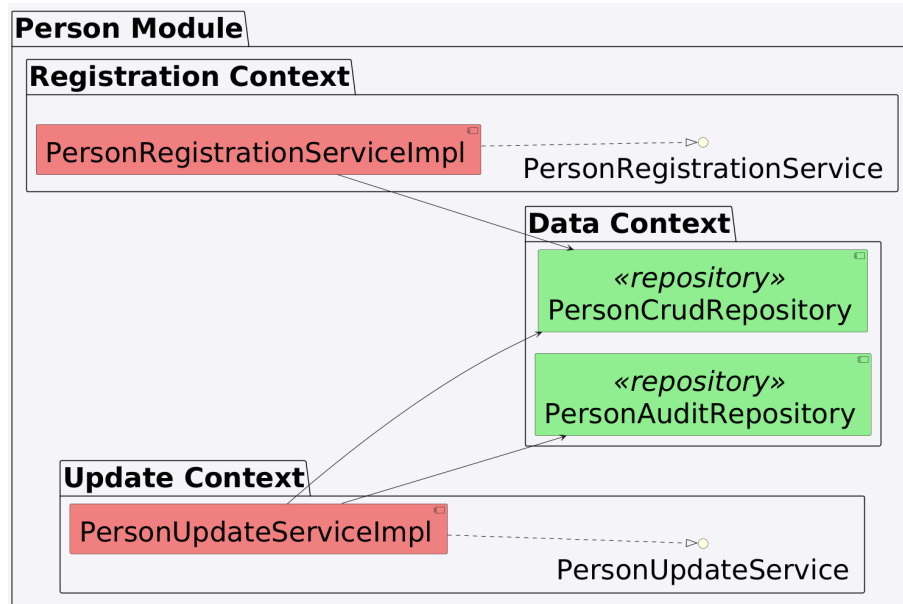 Person Module
Registration Context
PersonRegistrationServiceImpl
PersonRegistrationService
Data Context
«repository»
PersonCrudRepository
«repository»
PersonAuditRepository
Update Context
PersonUpdateServiceImpl
PersonUpdateService